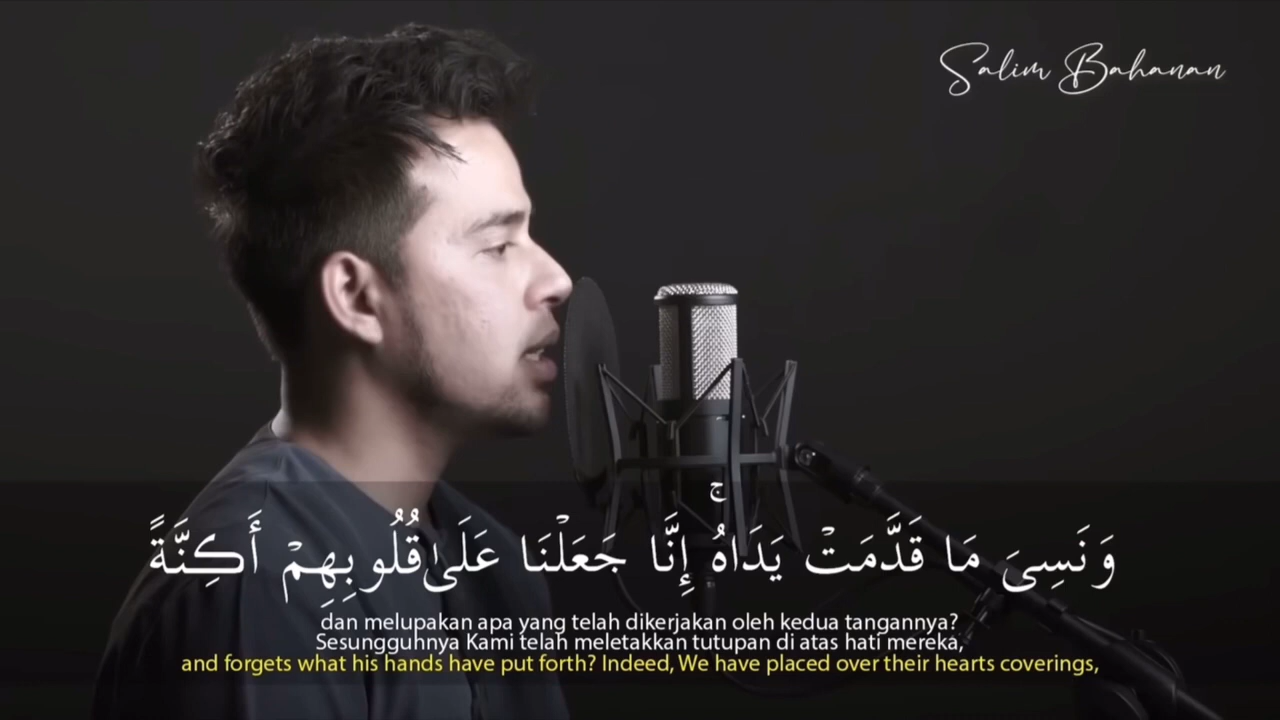 Salim Bahanan
وَنَسِىَ مَا قَدَّمَتْ يَدَاهُ ۚ إِنَّا جَعَلْنَا عَلَىٰ قُلُوبِهِمْ أَكِنَّةً
dan melupakan apa yang telah dikerjakan oleh kedua tangannya?
Sesungguhnya Kami telah meletakkan tutupan di atas hati mereka,
and forgets what his hands have put forth? Indeed, We have placed over their hearts coverings,